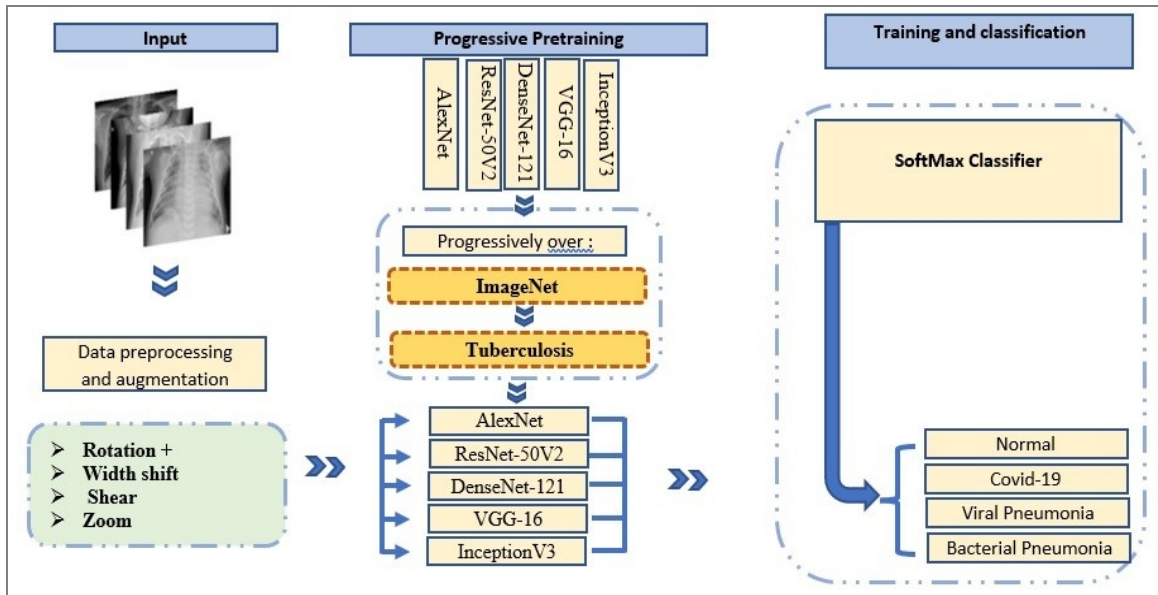 Input
Data preprocessing
and augmentation
➢ Rotation +
➢ Width shift
➢ Shear
➢ Zoom
Progressive Pretraining
AlexNet
ResNet-50V2
DenseNet-121
VGG-16
InceptionV3
Progressively over :
ImageNet
Tuberculosis
AlexNet
ResNet-50V2
DenseNet-121
VGG-16
InceptionV3
Training and classification
SoftMax Classifier
Normal
Covid-19
Viral Pneumonia
Bacterial Pneumonia